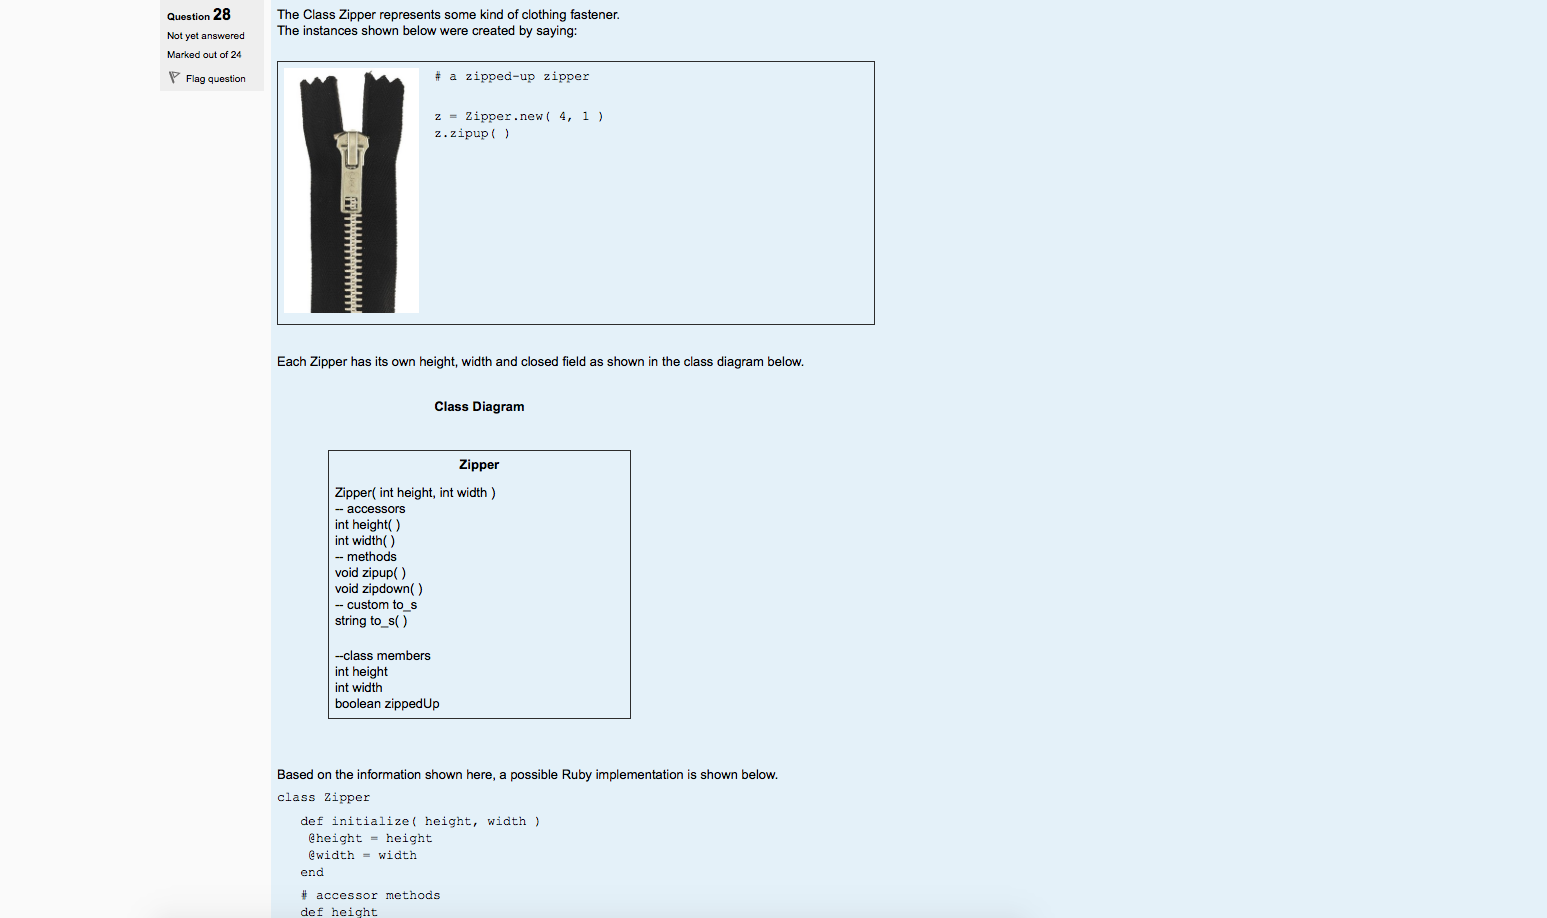 Question 28
Not yet answered
Marked out of 24
Flag question
The Class Zipper represents some kind of clothing fastener.
The instances shown below were created by saying:
# a zipped-up zipper
z = Zipper.new( 4, 1 )
z.zipup( )
Each Zipper has its own height, width and closed field as shown in the class diagram below.
Class Diagram
Zipper
Zipper( int height, int width )
-- accessors
int height( )
int width( )
-- methods
void zipup( )
void zipdown( )
-- custom to_s
string to_s( )
--class members
int height
int width
boolean zippedUp
Based on the information shown here, a possible Ruby implementation is shown below.
class Zipper
def initialize( height, width )
@height = height
@width = width
end
# accessor methods
def height